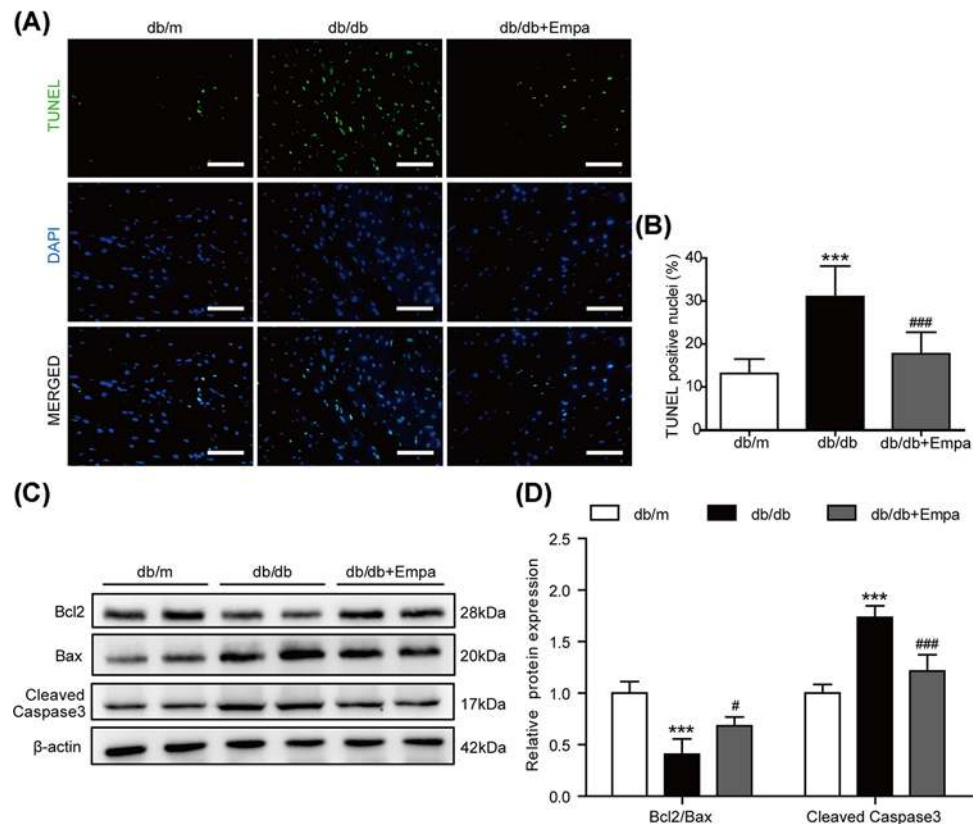 (A)
db/m db/db db/db+Empa
TUNEL
DAPI
MERGED
(B)
TUNEL positive nuclei (%)
40
30
20
10
0
***
###
db/m db/db db/db+Empa
(C)
db/m db/db db/db+Empa
Bcl2 28kDa
Bax 20kDa
Cleaved
Caspase3 17kDa
β-actin 42kDa
(D)
db/m db/db db/db+Empa
Relative protein expression
2.5
2.0
1.5
1.0
0.5
0.0
***
#
***
###
Bcl2/Bax Cleaved Caspase3